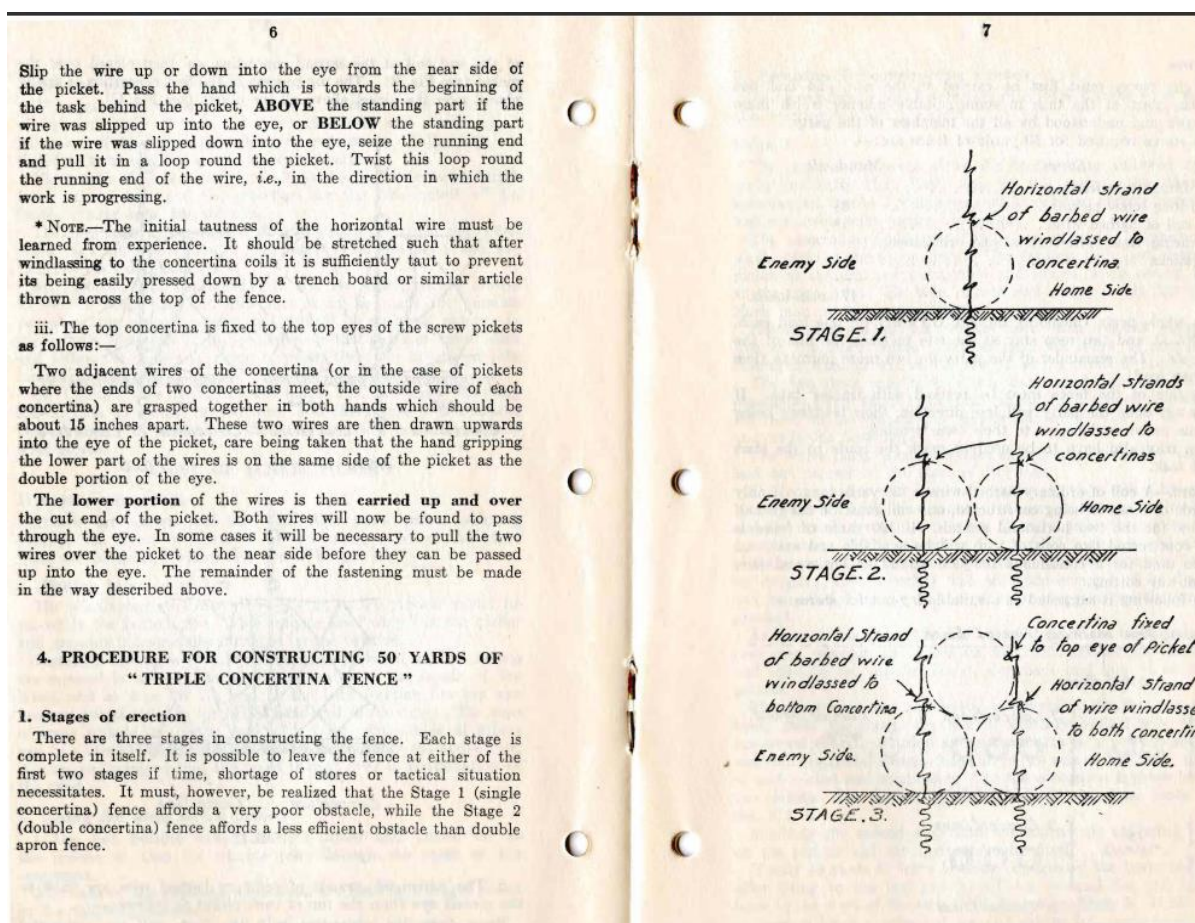 6
Slip the wire up or down into the eye from the near side of
the picket. Pass the hand which is towards the beginning of
the task behind the picket, ABOVE the standing part if the
wire was slipped up into the eye, or BELOW the standing part
if the wire was slipped down into the eye, seize the running end
and pull it in a loop round the picket. Twist this loop round
the running end of the wire, i.e., in the direction in which the
work is progressing.
* NOTE.—The initial tautness of the horizontal wire must be
learned from experience. It should be stretched such that after
windlassing to the concertina coils it is sufficiently taut to prevent
its being easily pressed down by a trench board or similar article
thrown across the top of the fence.
iii. The top concertina is fixed to the top eyes of the screw pickets
as follows:—
Two adjacent wires of the concertina (or in the case of pickets
where the ends of two concertinas meet, the outside wire of each
concertina) are grasped together in both hands which should be
about 15 inches apart. These two wires are then drawn upwards
into the eye of the picket, care being taken that the hand gripping
the lower part of the wires is on the same side of the picket as the
double portion of the eye.
The lower portion of the wires is then carried up and over
the cut end of the picket. Both wires will now be found to pass
through the eye. In some cases it will be necessary to pull the two
wires over the picket to the near side before they can be passed
up into the eye. The remainder of the fastening must be made
in the way described above.
4. PROCEDURE FOR CONSTRUCTING 50 YARDS OF
" TRIPLE CONCERTINA FENCE "
1. Stages of erection
There are three stages in constructing the fence. Each stage is
complete in itself. It is possible to leave the fence at either of the
first two stages if time, shortage of stores or tactical situation
necessitates. It must, however, be realized that the Stage 1 (single
concertina) fence affords a very poor obstacle, while the Stage 2
(double concertina) fence affords a less efficient obstacle than double
apron fence.
7
Horizontal strand
of barbed wire
windlassed to
concertina.
Enemy Side
Home Side
STAGE.1.
Horizontal strands
of barbed wire
windlassed to
concertinas
Enemy Side
Home Side
STAGE.2.
Concertina fixed
to top eye of Picket
Horizontal Strand
of barbed wire
windlassed to
bottom Concertina
Horizontal Strand
of wire windlasse
to both concertin
Enemy Side.
Home Side.
STAGE.3.